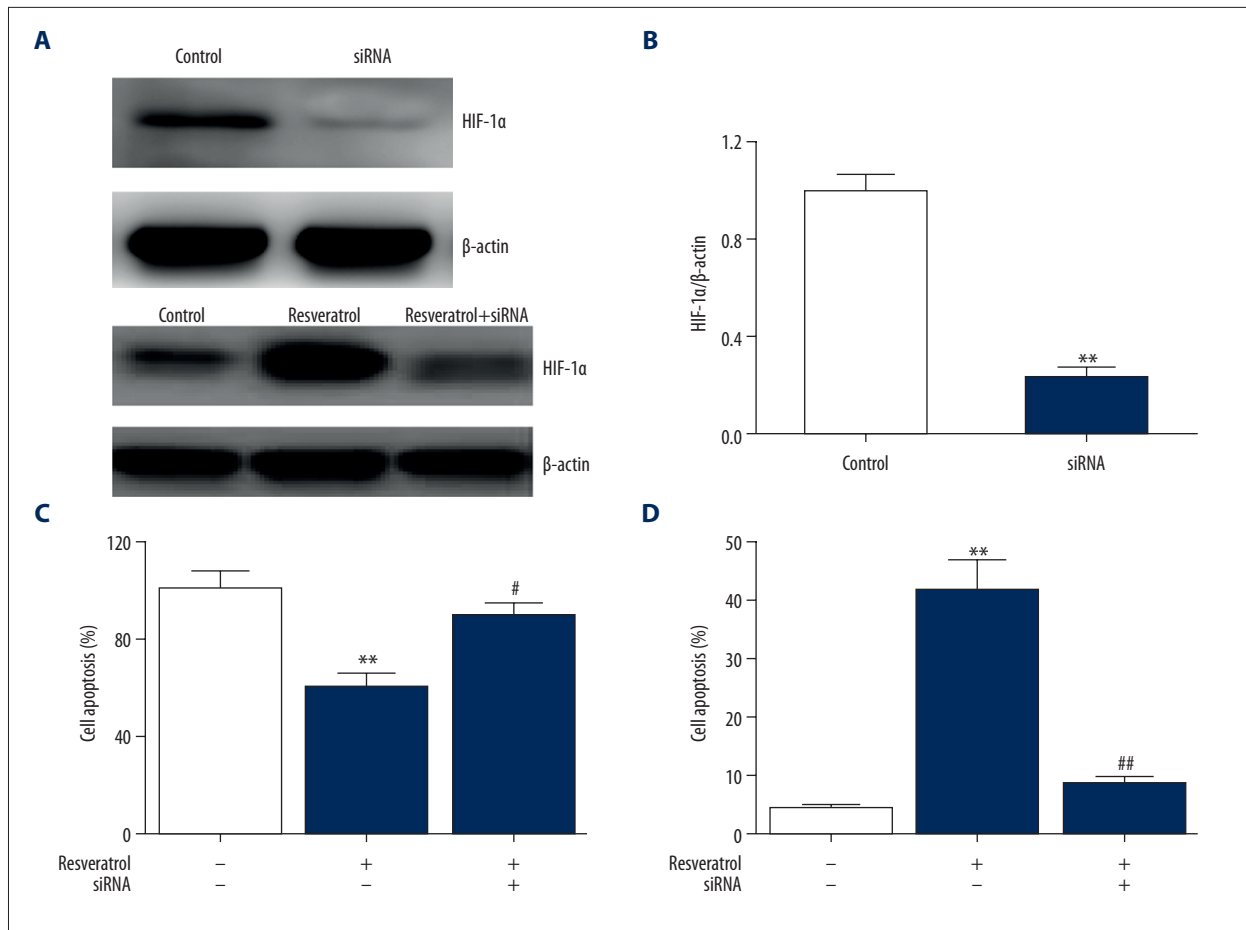 A
Control siRNA
HIF-1α
β-actin
Control Resveratrol Resveratrol+siRNA
HIF-1α
β-actin
B
1.2
0.8
0.4
0.0
HIF-1α/β-actin
**
Control siRNA
C
120
80
40
0
Cell apoptosis (%)
**
#
Resveratrol – + +
siRNA – – +
D
50
40
30
20
10
0
Cell apoptosis (%)
**
##
Resveratrol – + +
siRNA – – +